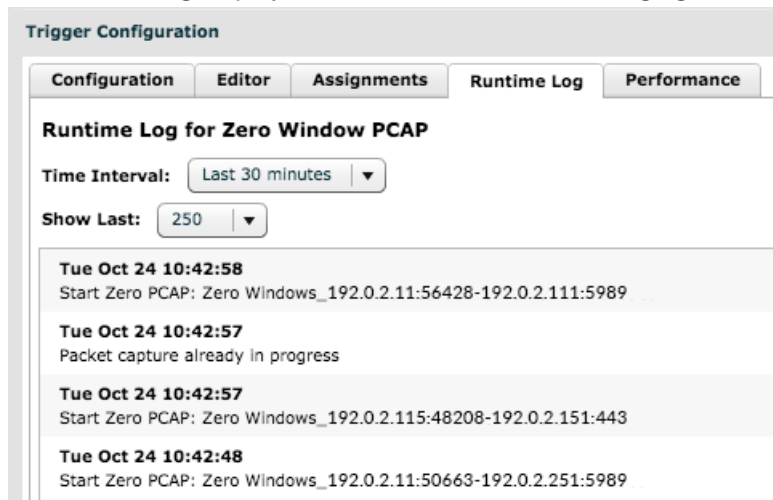 Trigger Configuration
Configuration Editor Assignments Runtime Log Performance
Runtime Log for Zero Window PCAP
Time Interval: Last 30 minutes
Show Last: 250
Tue Oct 24 10:42:58
Start Zero PCAP: Zero Windows_192.0.2.11:56428-192.0.2.111:5989
Tue Oct 24 10:42:57
Packet capture already in progress
Tue Oct 24 10:42:57
Start Zero PCAP: Zero Windows_192.0.2.115:48208-192.0.2.151:443
Tue Oct 24 10:42:48
Start Zero PCAP: Zero Windows_192.0.2.11:50663-192.0.2.251:5989